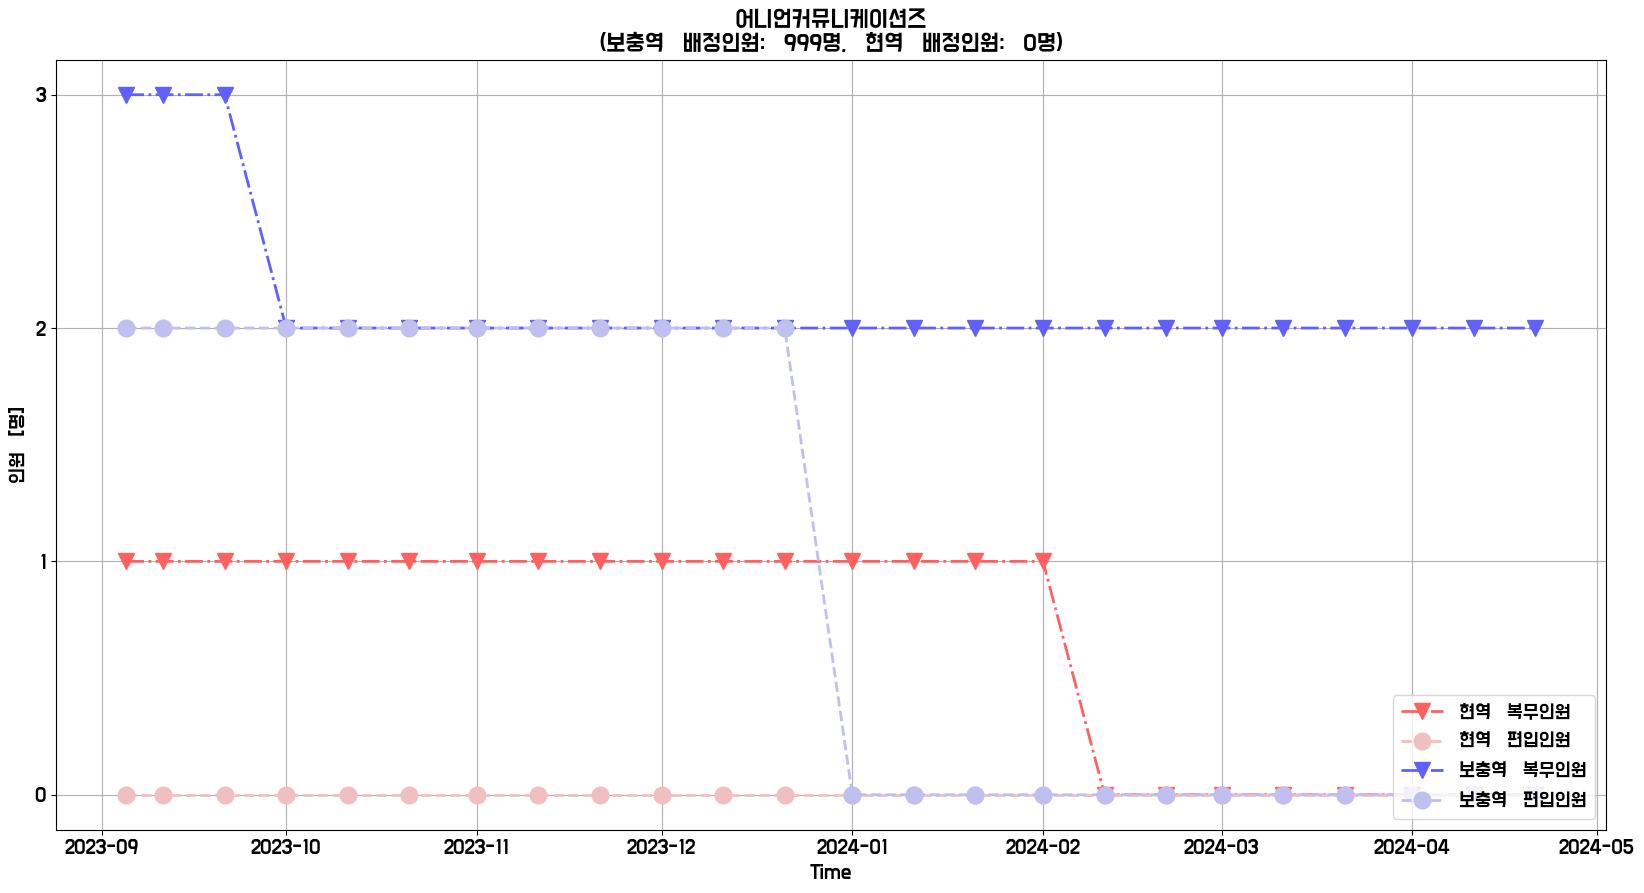 어니언커뮤니케이션즈
(보충역 배정인원: 999명, 현역 배정인원: 0명)
3
2
1
0
인원 [명]
2023-09 2023-10 2023-11 2023-12 2024-01 2024-02 2024-03 2024-04 2024-05
Time
현역 복무인원
현역 편입인원
보충역 복무인원
보충역 편입인원